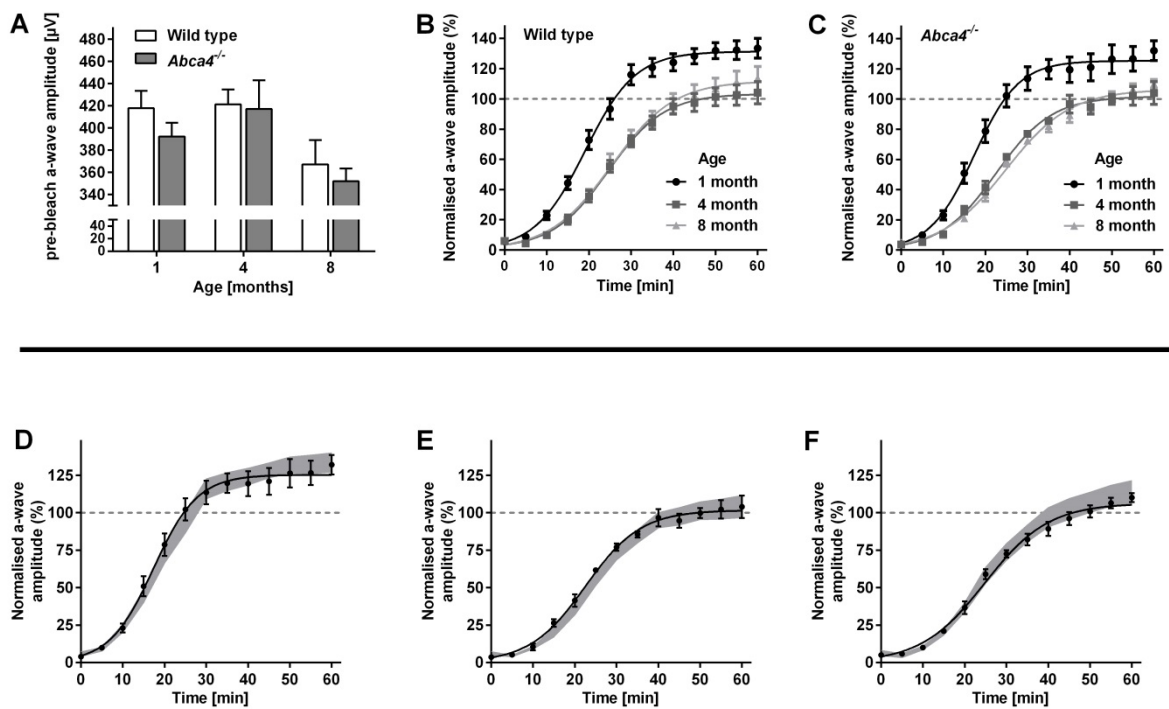 A
pre-bleach a-wave amplitude [µV]
480
460
440
420
400
380
360
340
40
20
0
Wild type
Abca4-/-
1
4
8
Age [months]
B
Wild type
Normalised a-wave amplitude (%)
140
120
100
80
60
40
20
0
Age
1 month
4 month
8 month
0 10 20 30 40 50 60
Time [min]
C
Abca4-/-
Normalised a-wave amplitude (%)
140
120
100
80
60
40
20
0
Age
1 month
4 month
8 month
0 10 20 30 40 50 60
Time [min]
D
Normalised a-wave
amplitude (%)
125
100
75
50
25
0
0 10 20 30 40 50 60
Time [min]
E
Normalised a-wave
amplitude (%)
125
100
75
50
25
0
0 10 20 30 40 50 60
Time [min]
F
Normalised a-wave
amplitude (%)
125
100
75
50
25
0
0 10 20 30 40 50 60
Time [min]